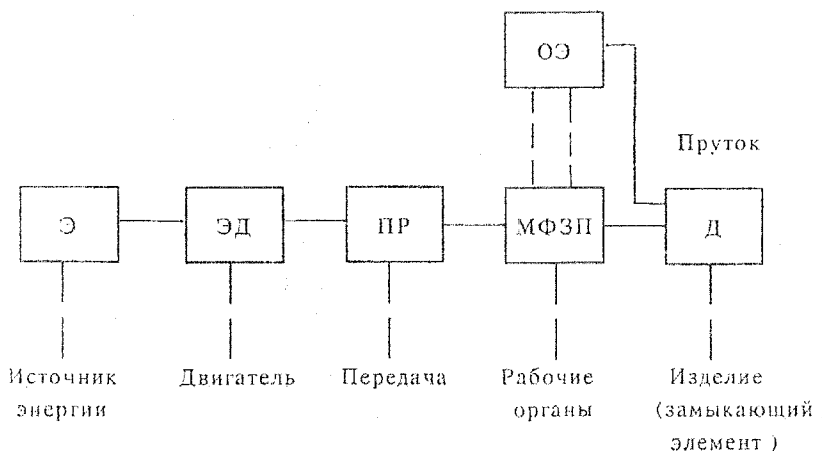 ОЭ
Пруток
Э
ЭД
ПР
МФЗП
Д
Источник
энергии
Двигатель
Передача
Рабочие
органы
Изделие
(замыкающий
элемент )